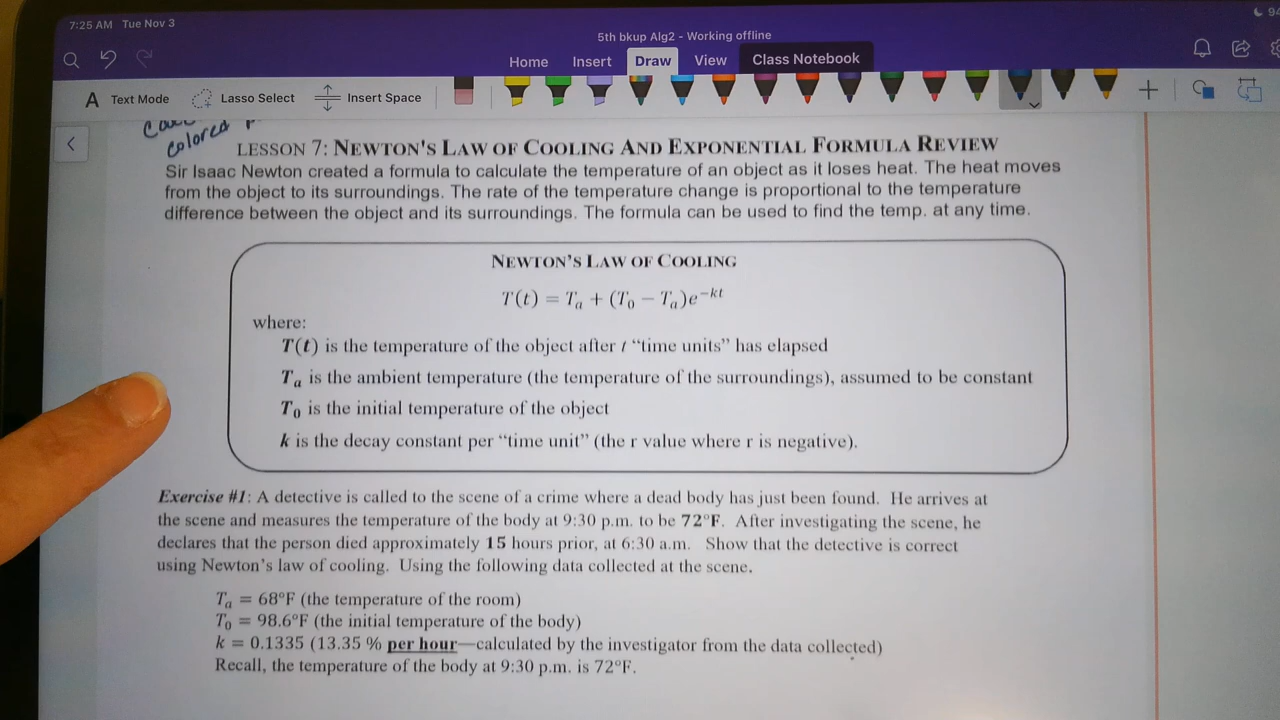 7:25 AM Tue Nov 3
5th bkup Alg2 - Working offline
Home Insert Draw View Class Notebook
A Text Mode Lasso Select Insert Space
colored
LESSON 7: NEWTON'S LAW OF COOLING AND EXPONENTIAL FORMULA REVIEW
Sir Isaac Newton created a formula to calculate the temperature of an object as it loses heat. The heat moves
from the object to its surroundings. The rate of the temperature change is proportional to the temperature
difference between the object and its surroundings. The formula can be used to find the temp. at any time.
NEWTON'S LAW OF COOLING
T(t) = Tₐ + (T₀ − Tₐ)e^−kt
where:
T(t) is the temperature of the object after t “time units” has elapsed
Tₐ is the ambient temperature (the temperature of the surroundings), assumed to be constant
T₀ is the initial temperature of the object
k is the decay constant per “time unit” (the r value where r is negative).
Exercise #1: A detective is called to the scene of a crime where a dead body has just been found. He arrives at
the scene and measures the temperature of the body at 9:30 p.m. to be 72°F. After investigating the scene, he
declares that the person died approximately 15 hours prior, at 6:30 a.m. Show that the detective is correct
using Newton's law of cooling. Using the following data collected at the scene.
Tₐ = 68°F (the temperature of the room)
T₀ = 98.6°F (the initial temperature of the body)
k = 0.1335 (13.35 % per hour—calculated by the investigator from the data collected)
Recall, the temperature of the body at 9:30 p.m. is 72°F.